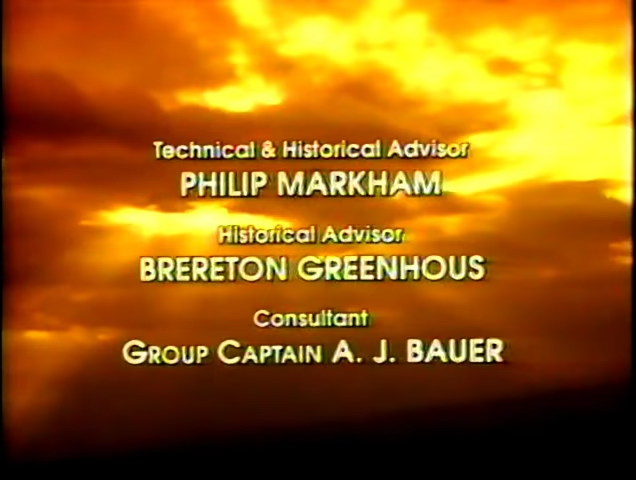 Technical & Historical Advisor
PHILIP MARKHAM
Historical Advisor
BRERETON GREENHOUS
Consultant
GROUP CAPTAIN A. J. BAUER